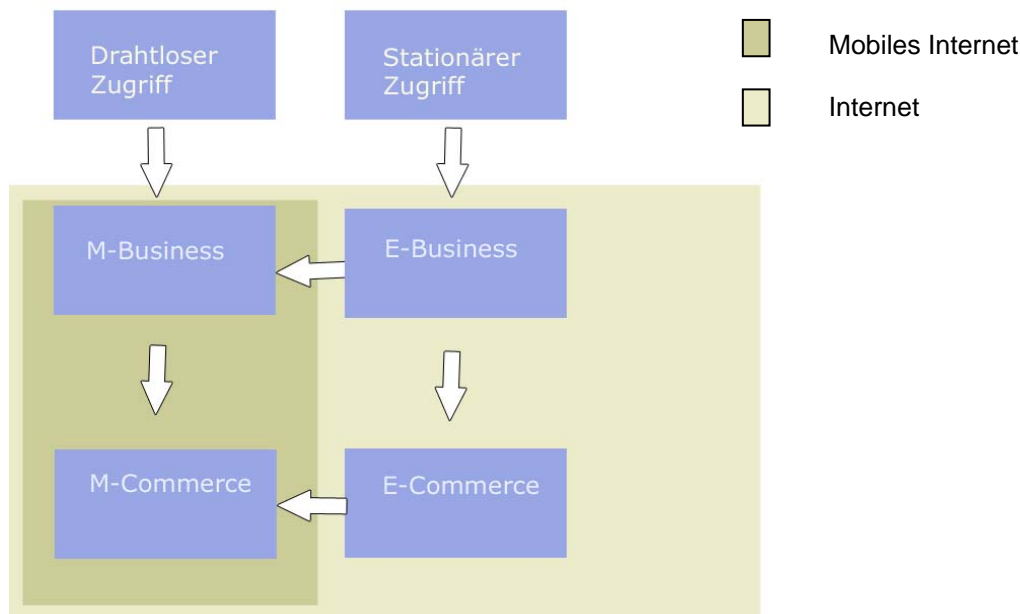 Drahtloser
Zugriff
Stationärer
Zugriff
Mobiles Internet
Internet
M-Business
E-Business
M-Commerce
E-Commerce